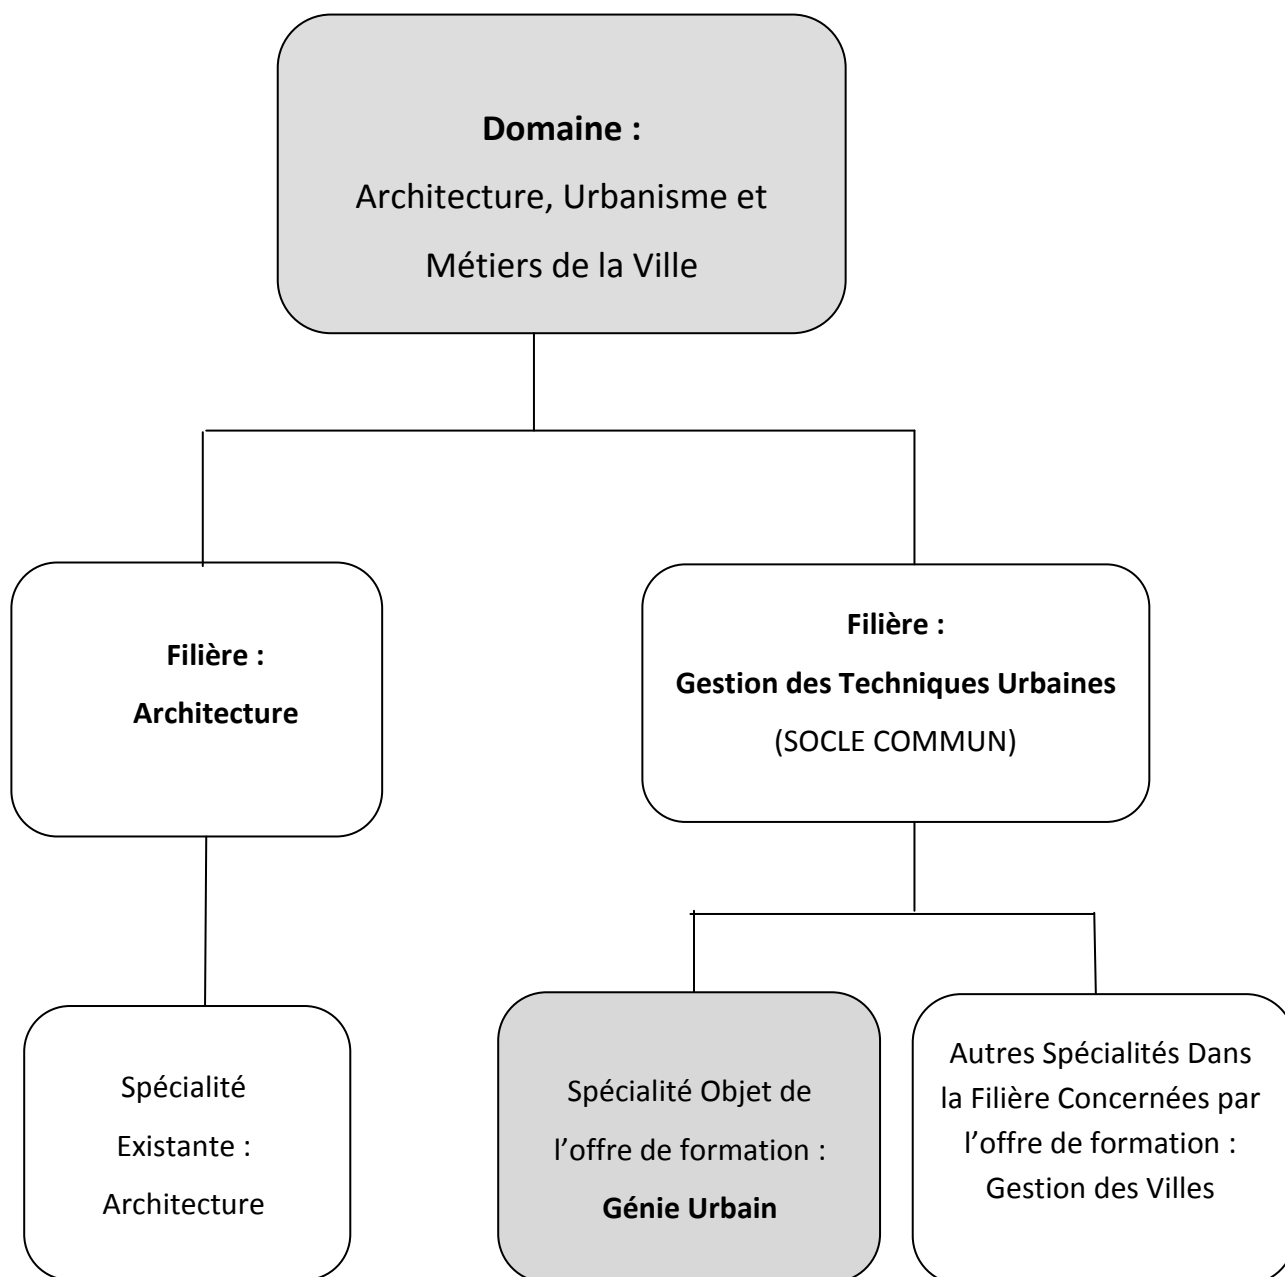 Domaine :
Architecture, Urbanisme et
Métiers de la Ville
Filière :
Architecture
Filière :
Gestion des Techniques Urbaines
(SOCLE COMMUN)
Spécialité
Existante :
Architecture
Spécialité Objet de
l’offre de formation :
Génie Urbain
Autres Spécialités Dans
la Filière Concernées par
l’offre de formation :
Gestion des Villes